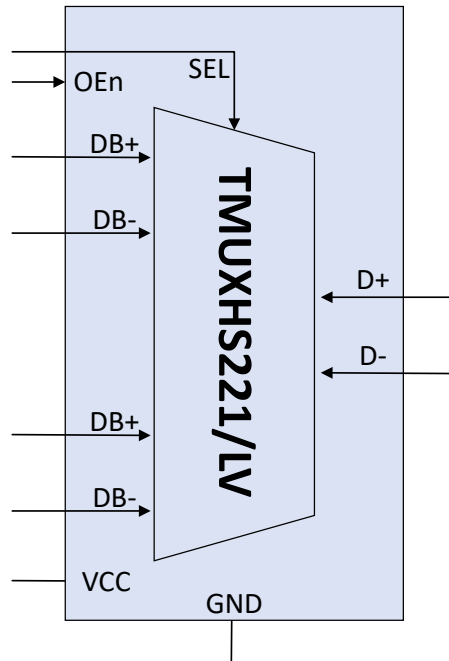 SEL
OEn
DB+
DB-
TMUXHS221/LV
D+
D-
DB+
DB-
VCC
GND